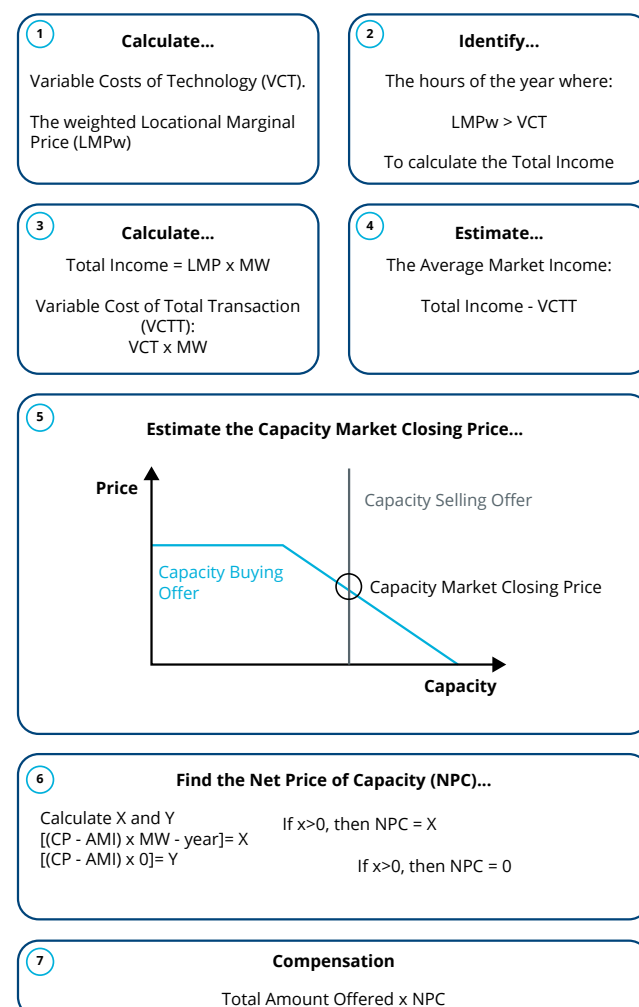 1
Calculate...
Variable Costs of Technology (VCT).
The weighted Locational Marginal
Price (LMPw)
2
Identify...
The hours of the year where:
LMPw > VCT
To calculate the Total Income
3
Calculate...
Total Income = LMP x MW
Variable Cost of Total Transaction
(VCTT):
VCT x MW
4
Estimate...
The Average Market Income:
Total Income - VCTT
5
Estimate the Capacity Market Closing Price...
Price
Capacity Selling Offer
Capacity Buying
Offer
Capacity Market Closing Price
Capacity
6
Find the Net Price of Capacity (NPC)...
Calculate X and Y
[(CP - AMI) x MW - year]= X
[(CP - AMI) x 0]= Y
If x>0, then NPC = X
If x>0, then NPC = 0
7
Compensation
Total Amount Offered x NPC